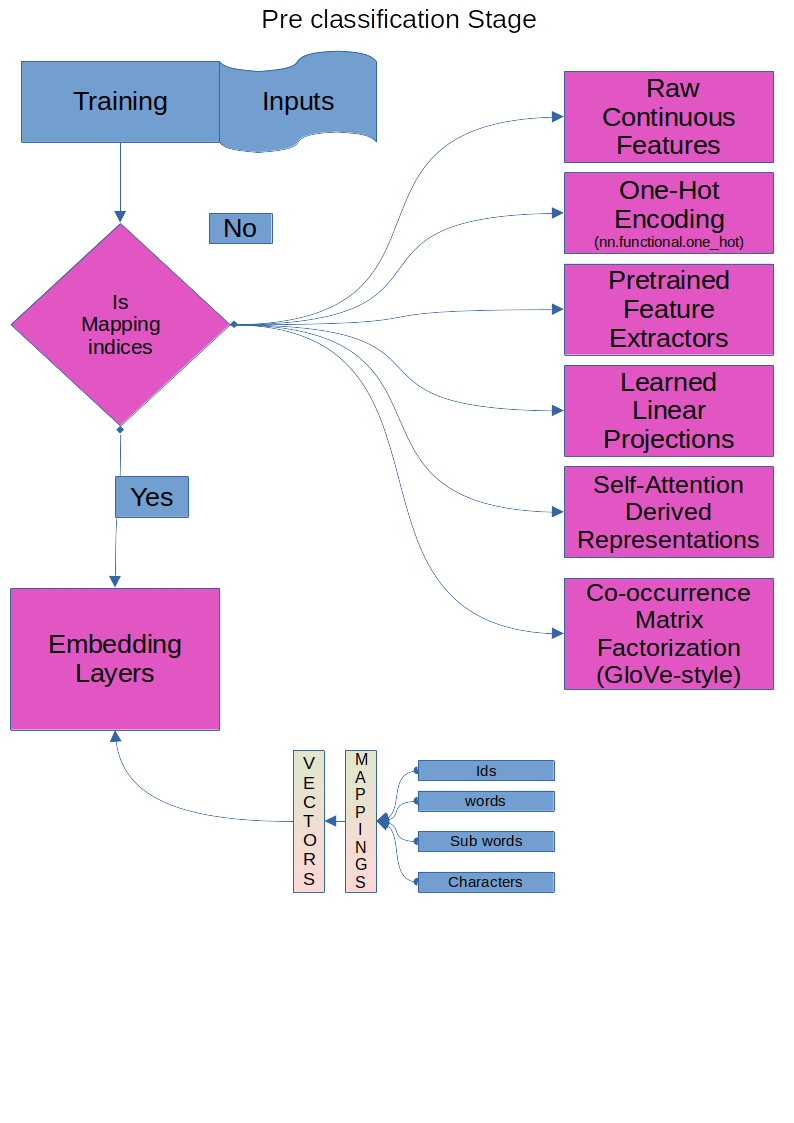 Pre classification Stage
Training
Inputs
No
Is
Mapping
indices
Yes
Embedding
Layers
Raw
Continuous
Features
One-Hot
Encoding
(nn.functional.one_hot)
Pretrained
Feature
Extractors
Learned
Linear
Projections
Self-Attention
Derived
Representations
Co-occurrence
Matrix
Factorization
(GloVe-style)
VECTORS
MAPPINGS
Ids
words
Sub words
Characters